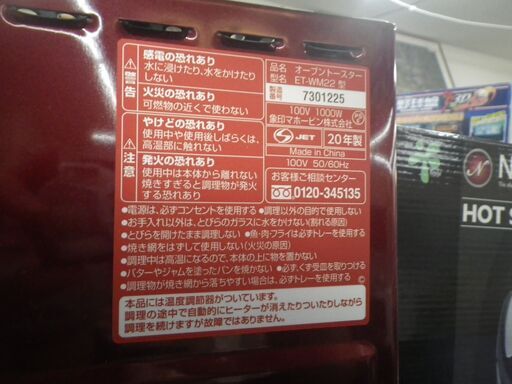 警告
感電の恐れあり
水に浸けたり、水をかけたり
しない
火災の恐れあり
可燃物の近くで使わない
注意
やけどの恐れあり
使用中や使用後しばらくは、
高温部に触れない
発火の恐れあり
使用中は本体から離れない
焼きすぎると調理物が発火
する恐れあり
品名 オーブントースター
型名 ET-WM22 型
製造番号 7301225
100V 1000W
象印マホービン株式会社
S JET 20年製
Made in China
100V 50/60Hz
お客様ご相談センター
0120-345135
●電源は、必ずコンセントを使用する ●調理以外の目的で使用しない
●お手入れ以外は、とびらのガラスに水をかけない(割れる原因)
●とびらを開けたまま調理しない ●魚・肉・フライは必ずトレーを使用する
●焼き網をはずして使用しない(火災の原因)
●調理中は高温になるので、本体の上に物を置かない
●バターやジャムを塗ったパンを焼かない ●必ず、くず受皿を取りつける
●調理物が焼き網から落ちやすい場合は、必ずトレーを使用する
本品には温度調節器がついています。
調理の途中で自動的にヒーターが消えたりついたりしながら
調理を続けますが故障ではありません。
N
HOT S